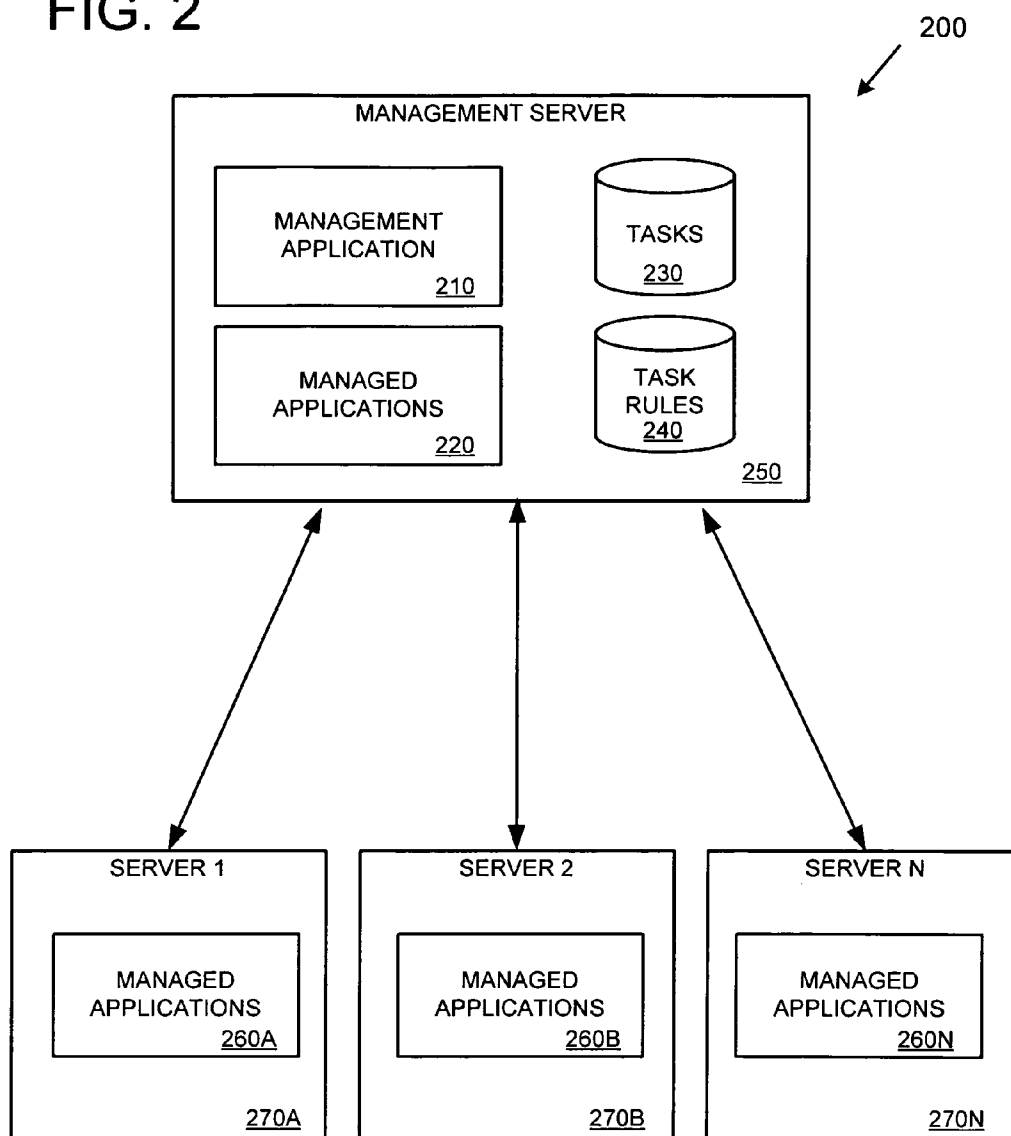 FIG. 2
200
MANAGEMENT SERVER
MANAGEMENT
APPLICATION
210
TASKS
230
MANAGED
APPLICATIONS
220
TASK
RULES
240
250
SERVER 1
MANAGED
APPLICATIONS
260A
270A
SERVER 2
MANAGED
APPLICATIONS
260B
270B
SERVER N
MANAGED
APPLICATIONS
260N
270N